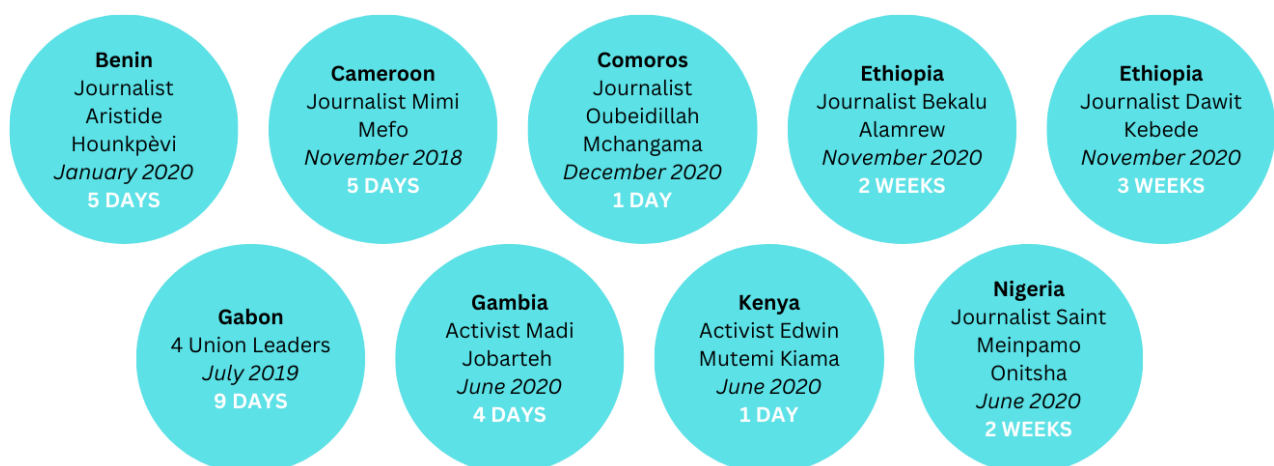 Benin
Journalist
Aristide
Hounkpèvi
January 2020
5 DAYS
Cameroon
Journalist Mimi
Mefo
November 2018
5 DAYS
Comoros
Journalist
Oubeidillah
Mchangama
December 2020
1 DAY
Ethiopia
Journalist Bekalu
Alamrew
November 2020
2 WEEKS
Ethiopia
Journalist Dawit
Kebede
November 2020
3 WEEKS
Gabon
4 Union Leaders
July 2019
9 DAYS
Gambia
Activist Madi
Jobarteh
June 2020
4 DAYS
Kenya
Activist Edwin
Mutemi Kiama
June 2020
1 DAY
Nigeria
Journalist Saint
Meinpamo
Onitsha
June 2020
2 WEEKS